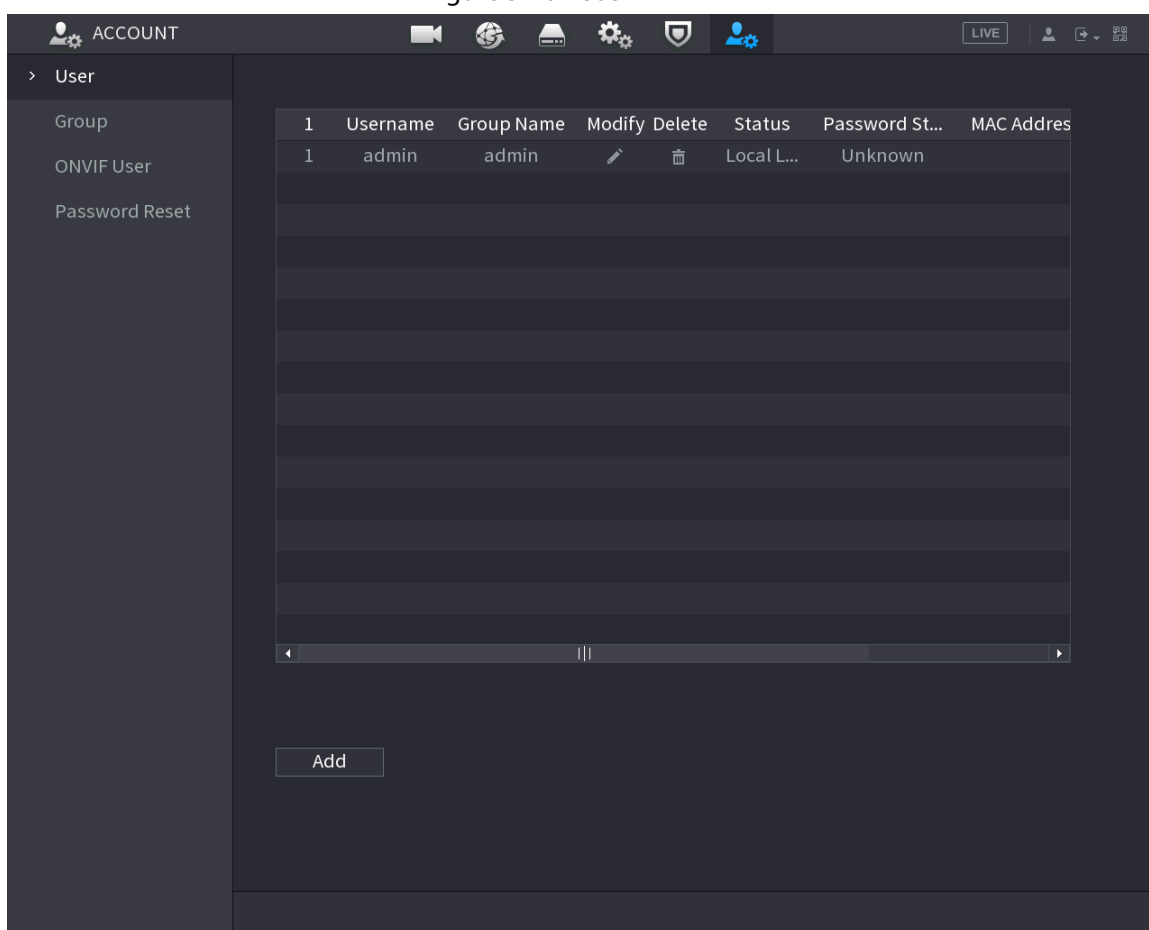 ACCOUNT LIVE
User
Group
ONVIF User
Password Reset
1 Username Group Name Modify Delete Status Password St... MAC Addres
1 admin admin Local L... Unknown
Add